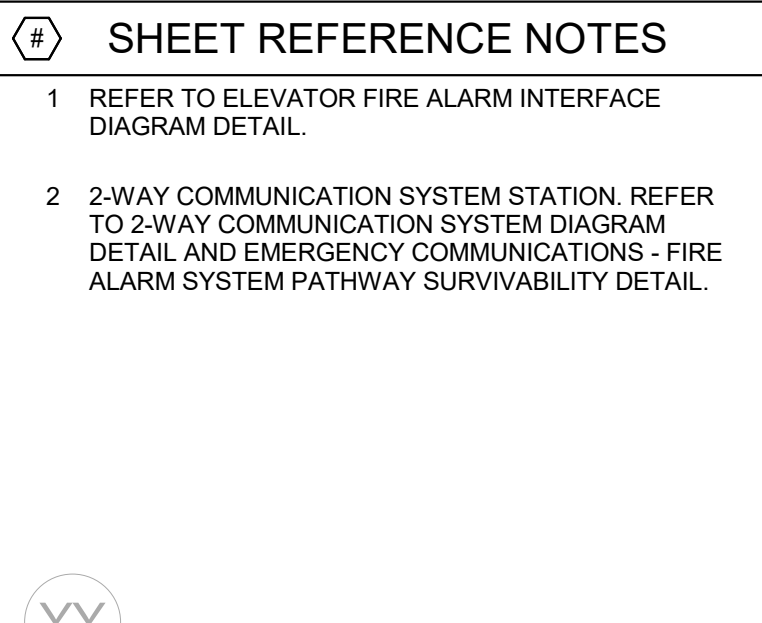 # SHEET REFERENCE NOTES
1 REFER TO ELEVATOR FIRE ALARM INTERFACE
DIAGRAM DETAIL.
2 2-WAY COMMUNICATION SYSTEM STATION. REFER
TO 2-WAY COMMUNICATION SYSTEM DIAGRAM
DETAIL AND EMERGENCY COMMUNICATIONS - FIRE
ALARM SYSTEM PATHWAY SURVIVABILITY DETAIL.